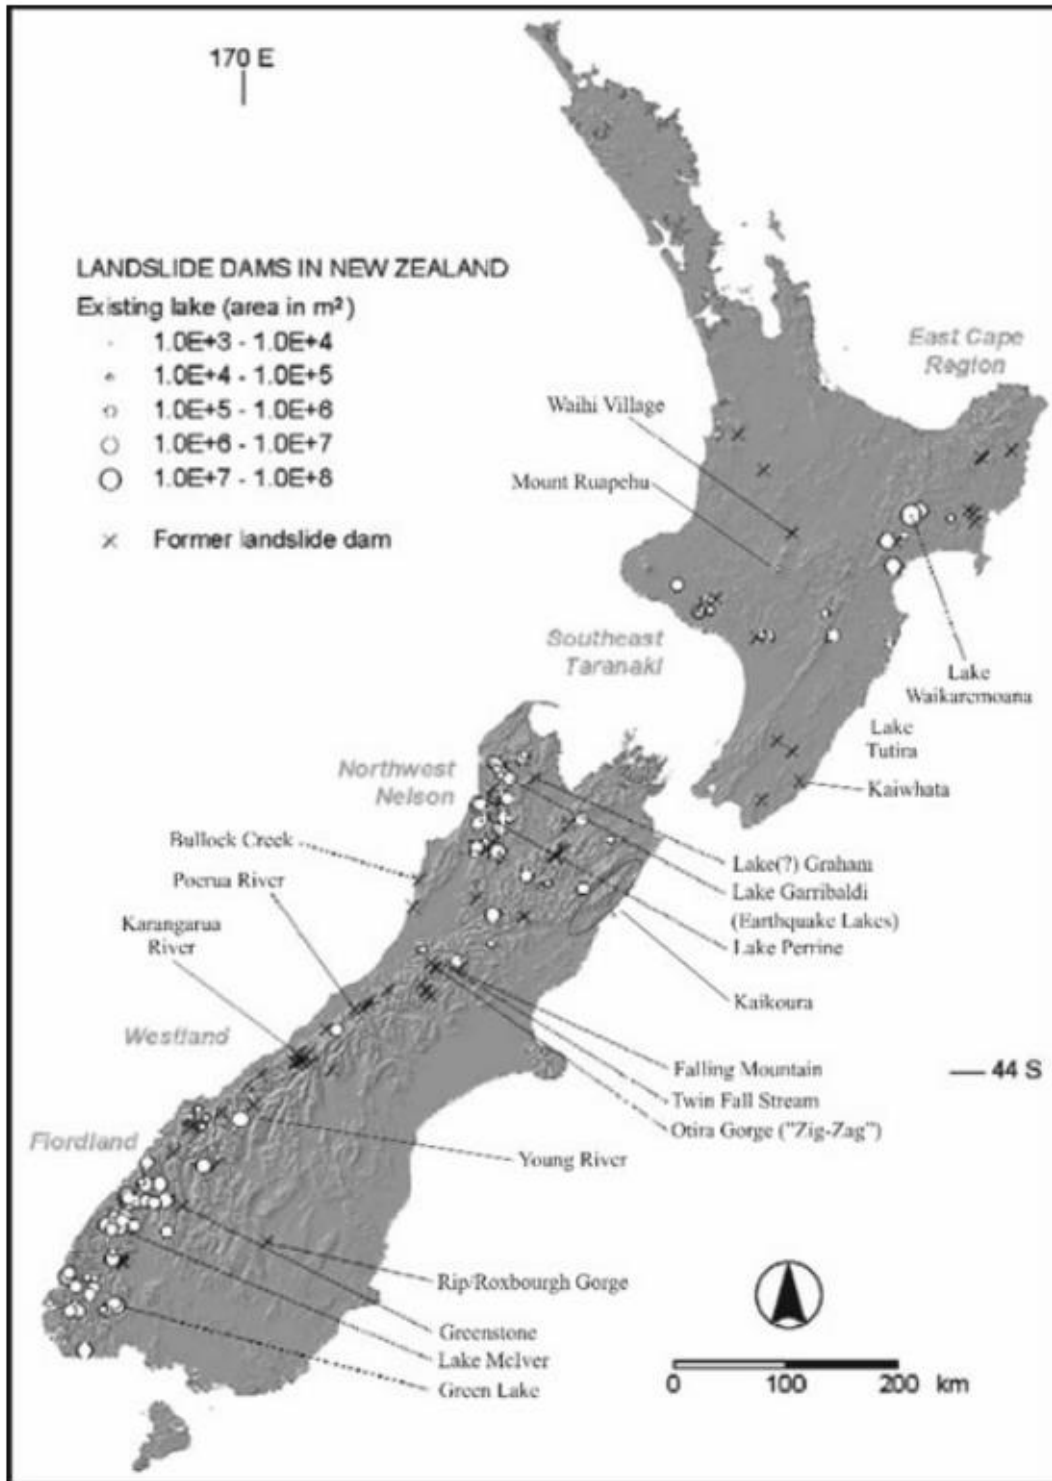 170 E
LANDSLIDE DAMS IN NEW ZEALAND
Existing lake (area in m²)
1.0E+3 - 1.0E+4
1.0E+4 - 1.0E+5
1.0E+5 - 1.0E+6
1.0E+6 - 1.0E+7
1.0E+7 - 1.0E+8
Former landslide dam
East Cape
Region
Waihi Village
Mount Ruapehu
Southeast
Taranaki
Lake
Waikaremoana
Lake
Tutira
Kaiwhata
Northwest
Nelson
Bullock Creek
Poerua River
Karangarua
River
Lake(?) Graham
Lake Garribaldi
(Earthquake Lakes)
Lake Perrine
Kaikoura
Westland
Falling Mountain
44 S
Twin Fall Stream
Otira Gorge ("Zig-Zag")
Fiordland
Young River
Rip/Roxbourgh Gorge
Greenstone
Lake McIver
Green Lake
0 100 200 km